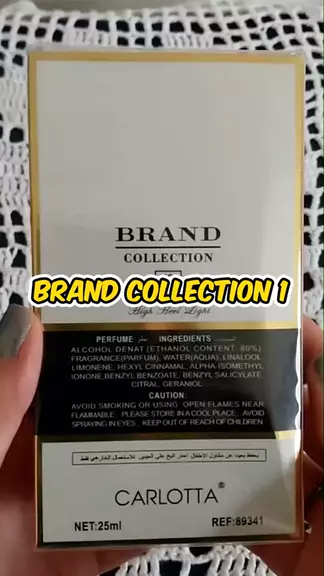 BRAND
COLLECTION
BRAND COLLECTION 1
High Heel Light
PERFUME INGREDIENTS
ALCOHOL DENAT (ETHANOL CONTENT 80%)
FRAGRANCE(PARFUM), WATER(AQUA), LINALOOL
LIMONENE, HEXYL CINNAMAL, ALPHA-ISOMETHYL
IONONE, BENZYL BENZOATE, BENZYL SALICYLATE
CITRAL, GERANIOL.
CAUTION:
AVOID SMOKING OR USING OPEN FLAMES NEAR
FLAMMABLE. PLEASE STORE IN A COOL PLACE. AVOID
SPRAYING IN EYES, KEEP OUT OF REACH OF CHILDREN
CARLOTTA®
NET:25ml REF:89341